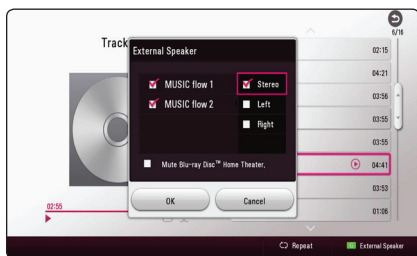 6/16
Track
02:15
External Speaker
04:21
MUSIC flow 1
Stereo
03:56
MUSIC flow 2
Left
03:55
Right
03:55
Mute Blu-ray Disc™ Home Theater.
04:41
OK
Cancel
03:53
02:55
01:06
Repeat
External Speaker